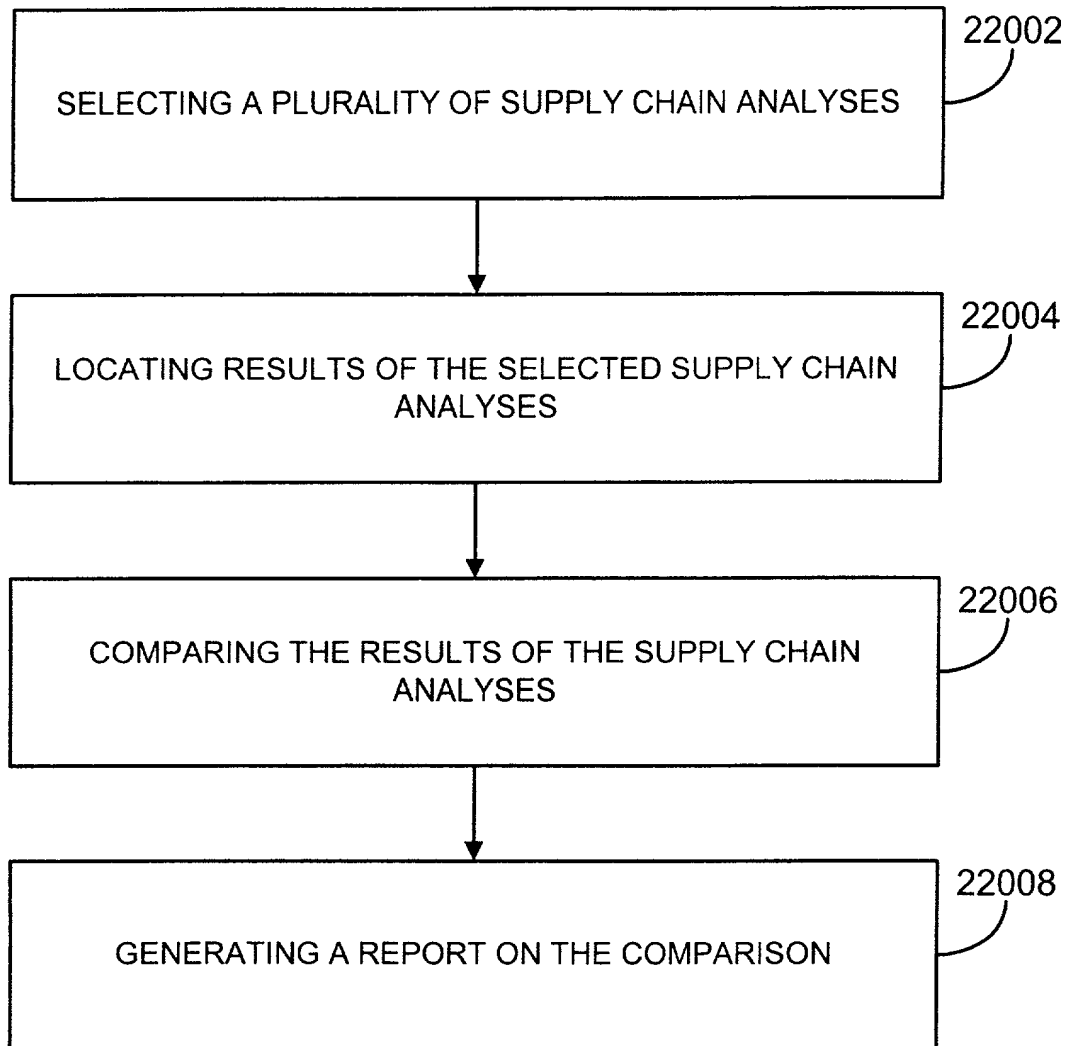 22002
SELECTING A PLURALITY OF SUPPLY CHAIN ANALYSES
22004
LOCATING RESULTS OF THE SELECTED SUPPLY CHAIN
ANALYSES
22006
COMPARING THE RESULTS OF THE SUPPLY CHAIN
ANALYSES
22008
GENERATING A REPORT ON THE COMPARISON